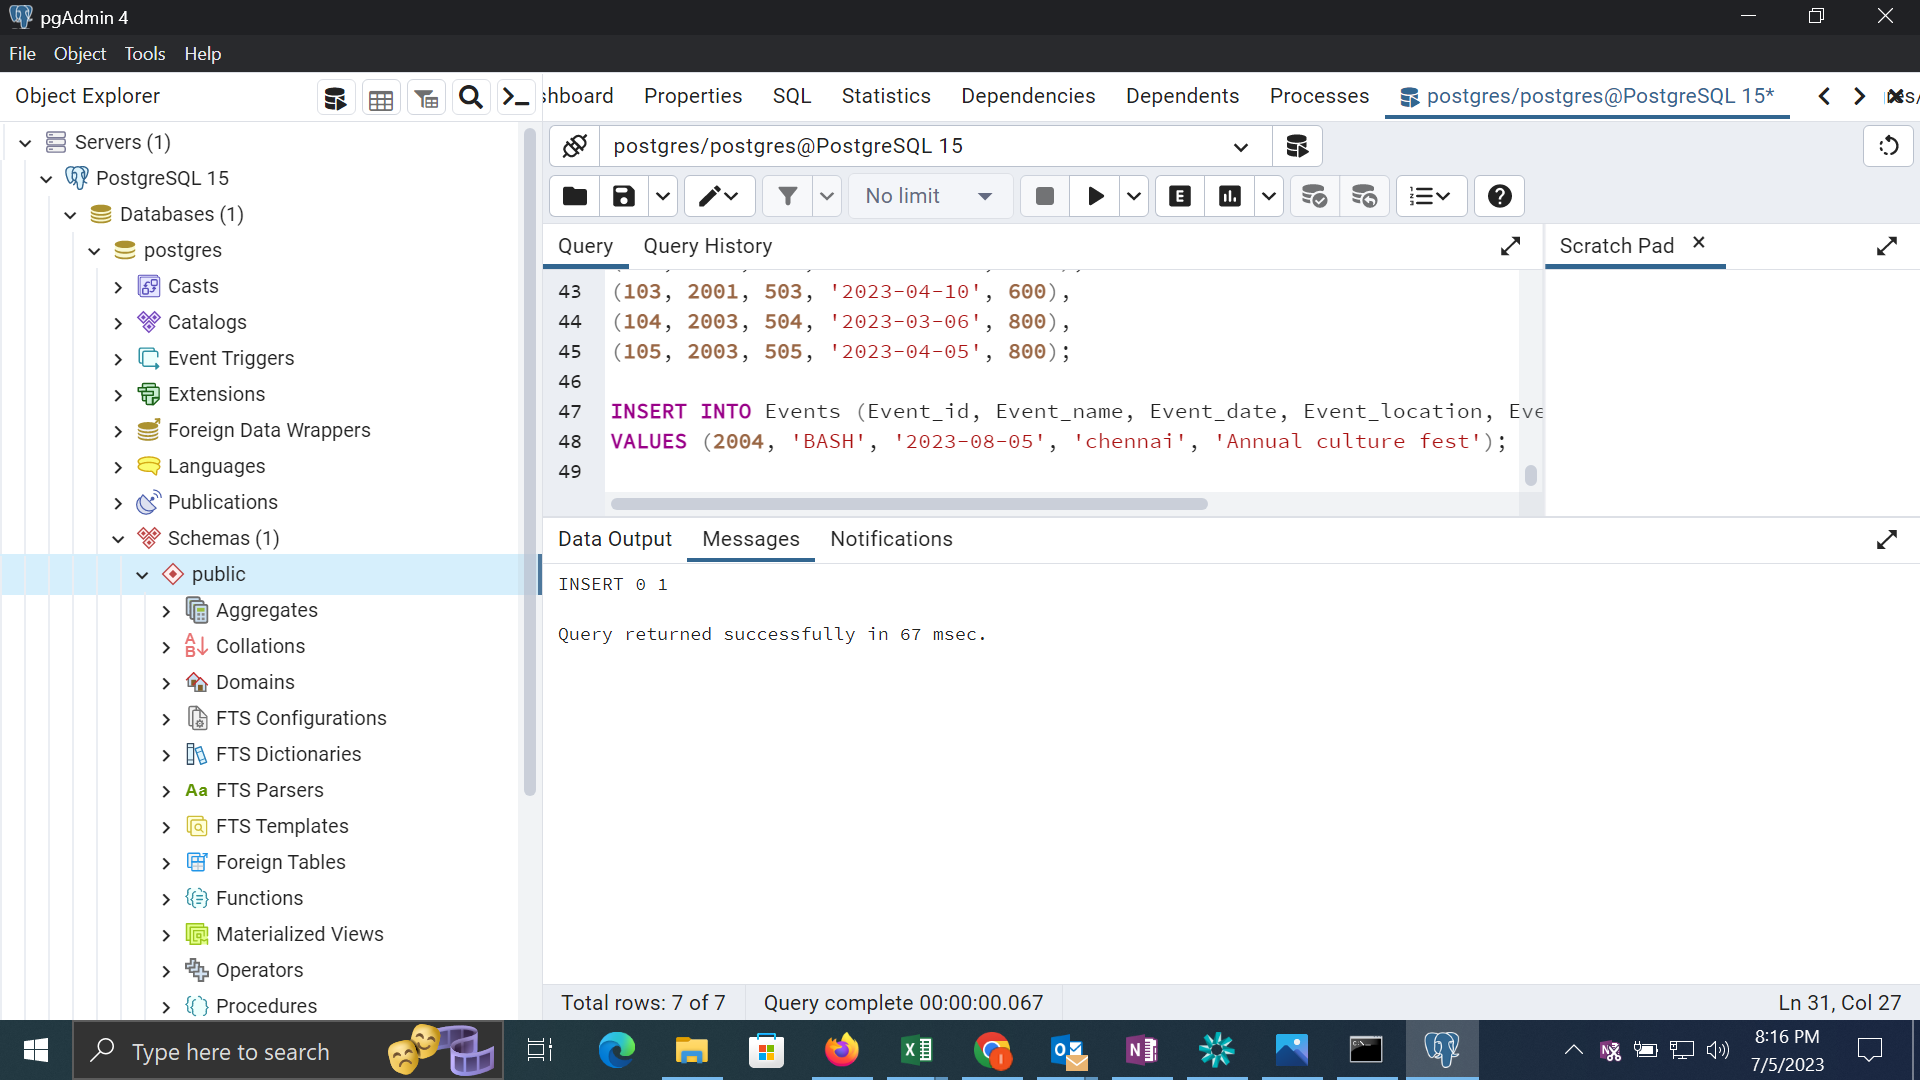 pgAdmin 4
File Object Tools Help
Object Explorer
shboard Properties SQL Statistics Dependencies Dependents Processes postgres/postgres@PostgreSQL 15*
Servers (1)
PostgreSQL 15
Databases (1)
postgres
Casts
Catalogs
Event Triggers
Extensions
Foreign Data Wrappers
Languages
Publications
Schemas (1)
public
Aggregates
Collations
Domains
FTS Configurations
FTS Dictionaries
Aa FTS Parsers
FTS Templates
Foreign Tables
Functions
Materialized Views
Operators
Procedures
postgres/postgres@PostgreSQL 15
No limit
E
Query Query History
Scratch Pad
43 (103, 2001, 503, '2023-04-10', 600),
44 (104, 2003, 504, '2023-03-06', 800),
45 (105, 2003, 505, '2023-04-05', 800);
46
47 INSERT INTO Events (Event_id, Event_name, Event_date, Event_location, Eve
48 VALUES (2004, 'BASH', '2023-08-05', 'chennai', 'Annual culture fest');
49
Data Output Messages Notifications
INSERT 0 1
Query returned successfully in 67 msec.
Total rows: 7 of 7 Query complete 00:00:00.067 Ln 31, Col 27
Type here to search
8:16 PM
7/5/2023